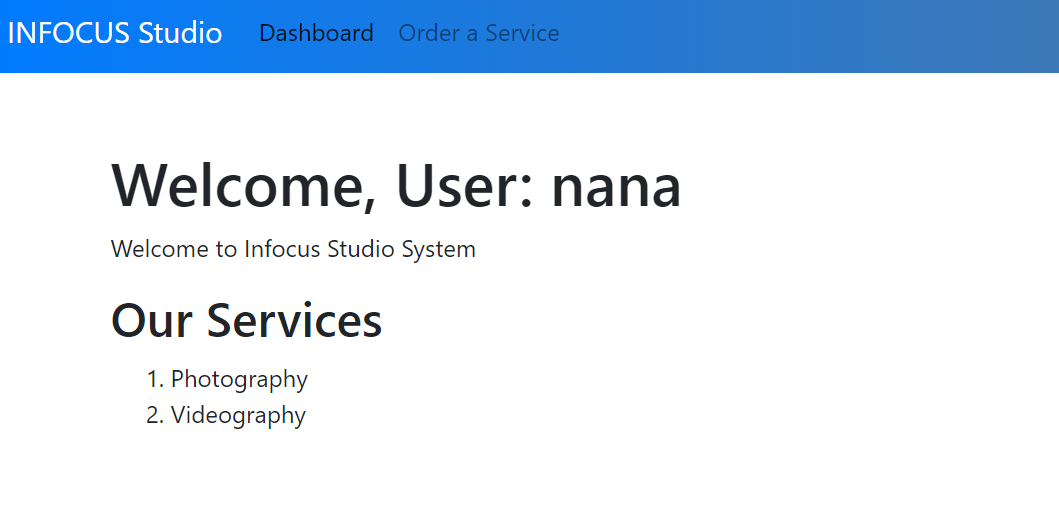 INFOCUS Studio Dashboard Order a Service
Welcome, User: nana
Welcome to Infocus Studio System
Our Services
1. Photography
2. Videography